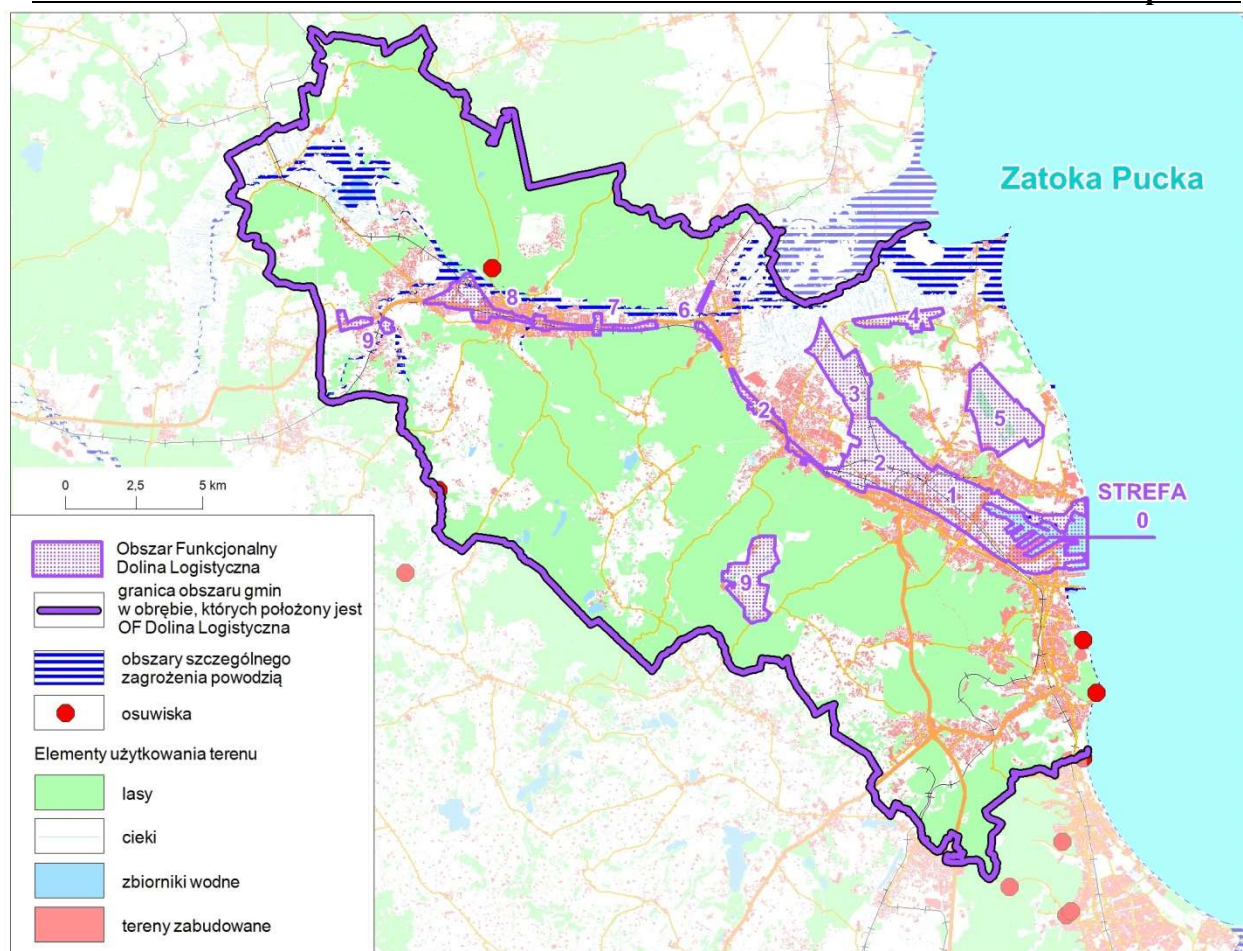 Zatoka Pucka
8
7
6
4
9
3
5
2
2
1
STREFA
0
9
0 2,5 5 km
Obszar Funkcjonalny
Dolina Logistyczna
granica obszaru gmin
w obrębie, których położony jest
OF Dolina Logistyczna
obszary szczególnego
zagrożenia powodzią
osuwiska
Elementy użytkowania terenu
lasy
cieki
zbiorniki wodne
tereny zabudowane